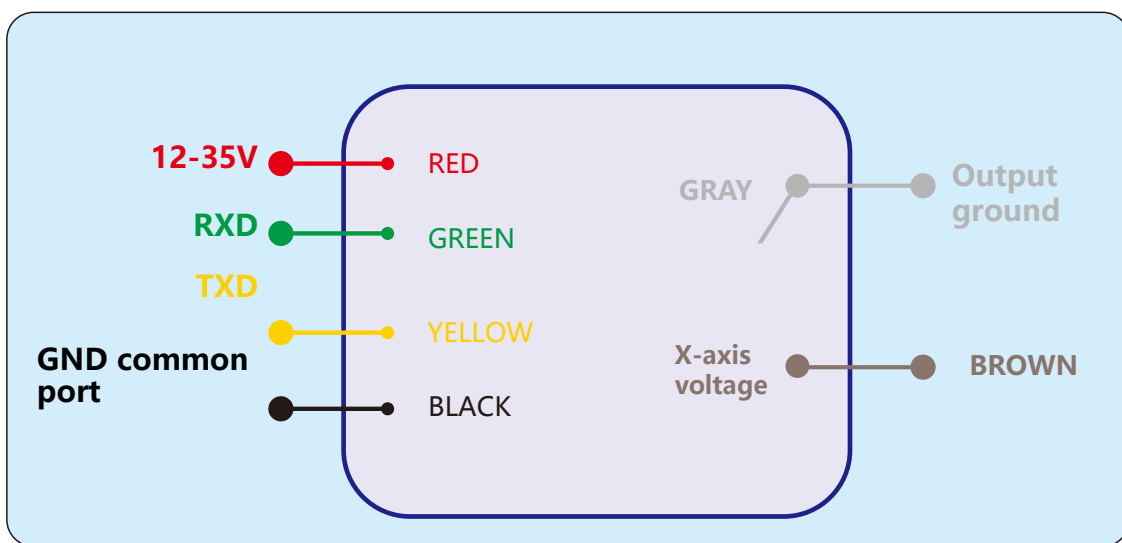 12-35V
RED
RXD
GREEN
TXD
YELLOW
GND common
port
BLACK
GRAY
Output
ground
X-axis
voltage
BROWN